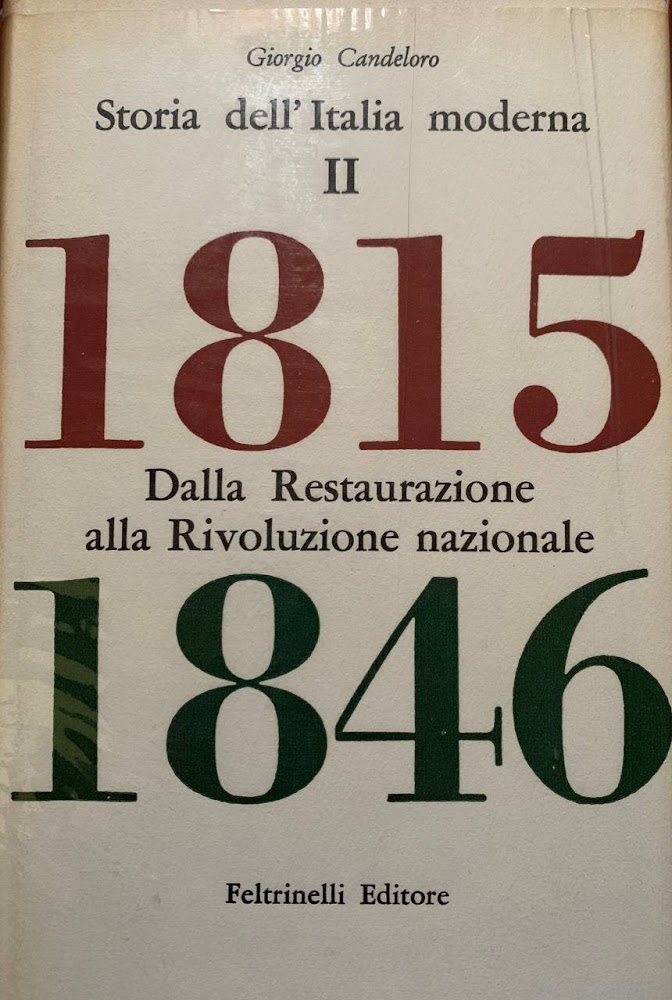 Giorgio Candeloro
Storia dell'Italia moderna
II
1815
Dalla Restaurazione
alla Rivoluzione nazionale
1846
Feltrinelli Editore